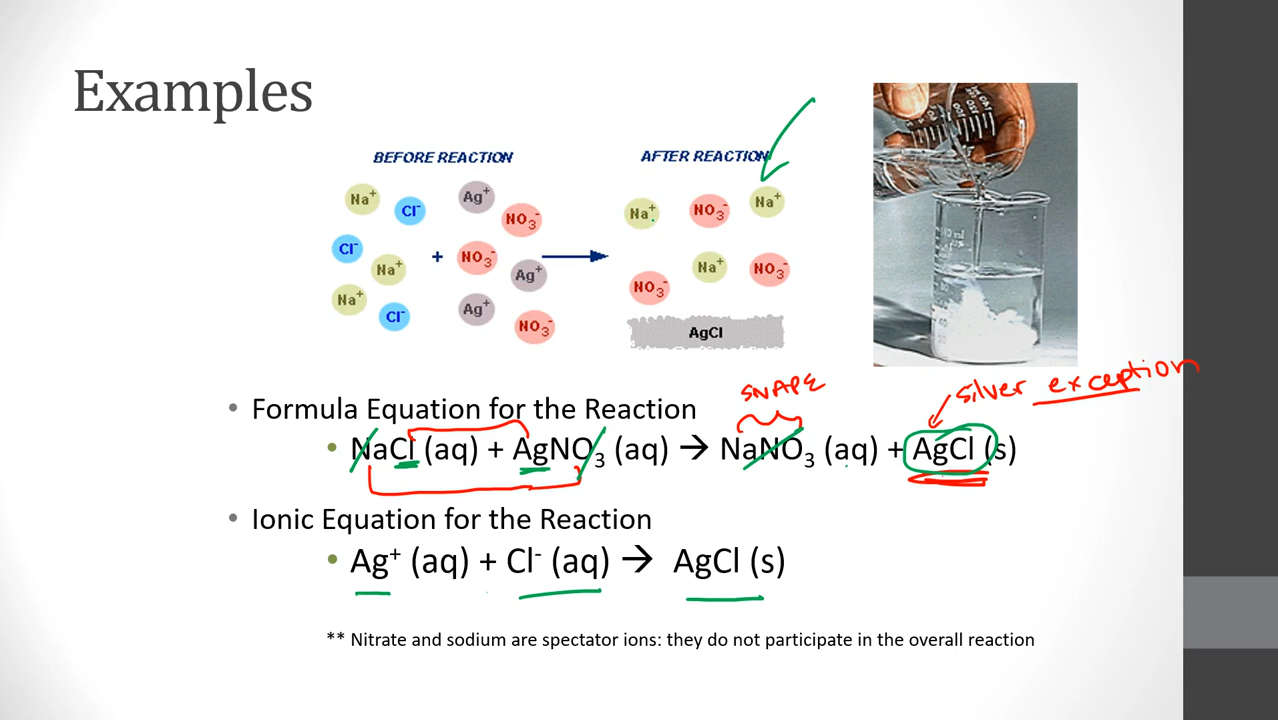 Examples
BEFORE REACTION
AFTER REACTION
Na⁺ Cl⁻ Ag⁺ NO₃⁻ Na⁺ NO₃⁻ Na⁺
Cl⁻ Na⁺ + NO₃⁻ Ag⁺ Na⁺ NO₃⁻
Na⁺ Cl⁻ Ag⁺ NO₃⁻ NO₃⁻
AgCl
SNAPE
silver exception
• Formula Equation for the Reaction
• NaCl (aq) + AgNO₃ (aq) → NaNO₃ (aq) + AgCl (s)
• Ionic Equation for the Reaction
• Ag⁺ (aq) + Cl⁻ (aq) → AgCl (s)
** Nitrate and sodium are spectator ions: they do not participate in the overall reaction